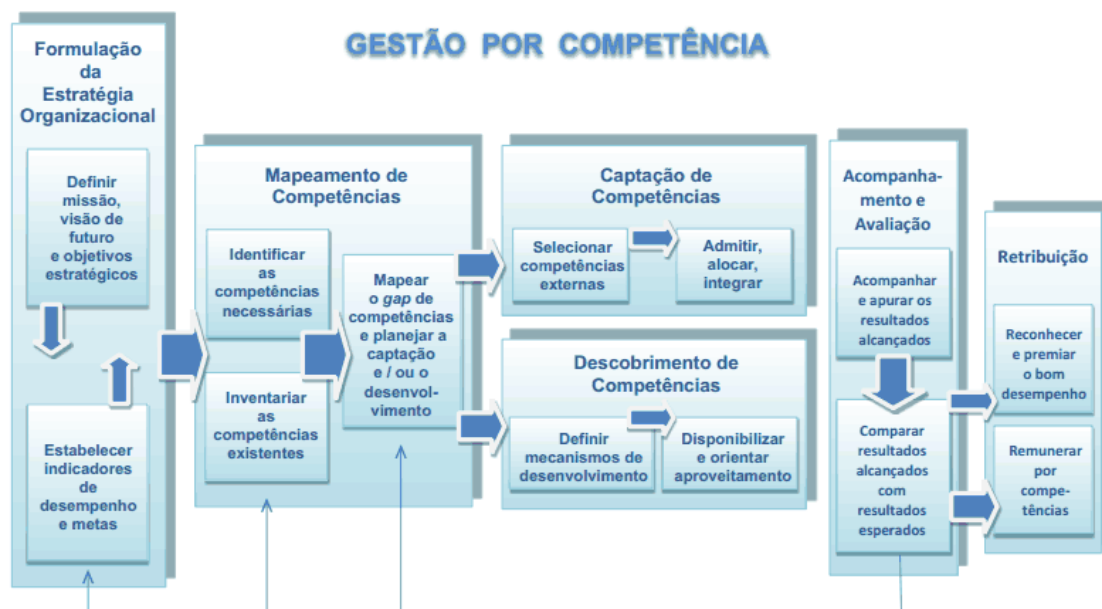 GESTÃO POR COMPETÊNCIA
Formulação
da
Estratégia
Organizacional
Definir
missão,
visão de
futuro
e objetivos
estratégicos
Estabelecer
indicadores
de
desempenho
e metas
Mapeamento de
Competências
Identificar
as
competências
necessárias
Inventariar
as
competências
existentes
Mapear
o gap de
competências
e planejar a
captação
e / ou o
desenvol-
vimento
Captação de
Competências
Selecionar
competências
externas
Admitir,
alocar,
integrar
Descobrimento de
Competências
Definir
mecanismos de
desenvolvimento
Disponibilizar
e orientar
aproveitamento
Acompanha-
mento e
Avaliação
Acompanhar
e apurar os
resultados
alcançados
Comparar
resultados
alcançados
com
resultados
esperados
Retribuição
Reconhecer
e premiar
o bom
desempenho
Remunerar
por
compe-
tências